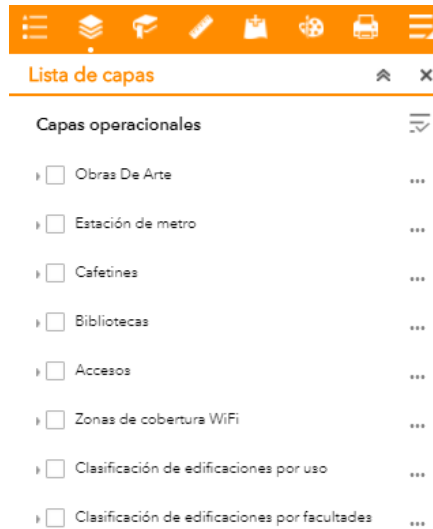 Lista de capas
Capas operacionales
Obras De Arte
Estación de metro
Cafetines
Bibliotecas
Accesos
Zonas de cobertura WiFi
Clasificación de edificaciones por uso
Clasificación de edificaciones por facultades